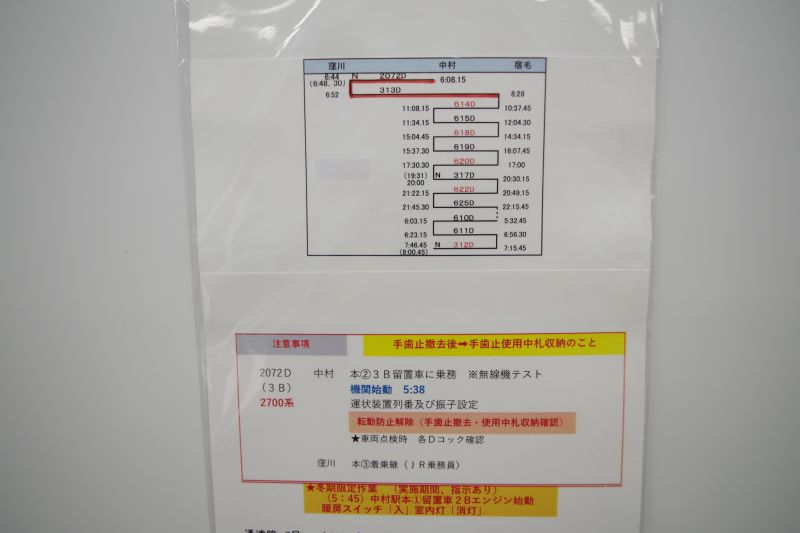 窪川 中村 宿毛
6:44 N 2072D 6:08.15
(6:48.30) 313D
6:52 8:28
11:08.15 614D 10:37.45
11:34.15 615D 12:04.30
15:04.45 618D 14:34.15
15:37.30 619D 16:07.45
17:30.30 620D 17:00
(19:31) N 317D 20:30.15
20:00
21:22.15 622D 20:49.15
21:45.30 625D 22:15.45
6:03.15 610D 5:32.45
6:23.15 611D 6:56.30
7:46.45 N 312D 7:15.45
(8:00.45)
注意事項 手歯止撤去後➡手歯止使用中札収納のこと
2072D 中村 本②3B留置車に乗務 ※無線機テスト
(3B) 機関始動 5:38
2700系 運状装置列番及び振子設定
転動防止解除(手歯止撤去・使用中札収納確認)
★車両点検時 各Dコック確認
窪川 本③着乗継(JR乗務員)
★冬期限定作業 (実施期間、指示あり)
(5:45)中村駅本①留置車2Bエンジン始動
暖房スイッチ「入」室内灯「消灯」